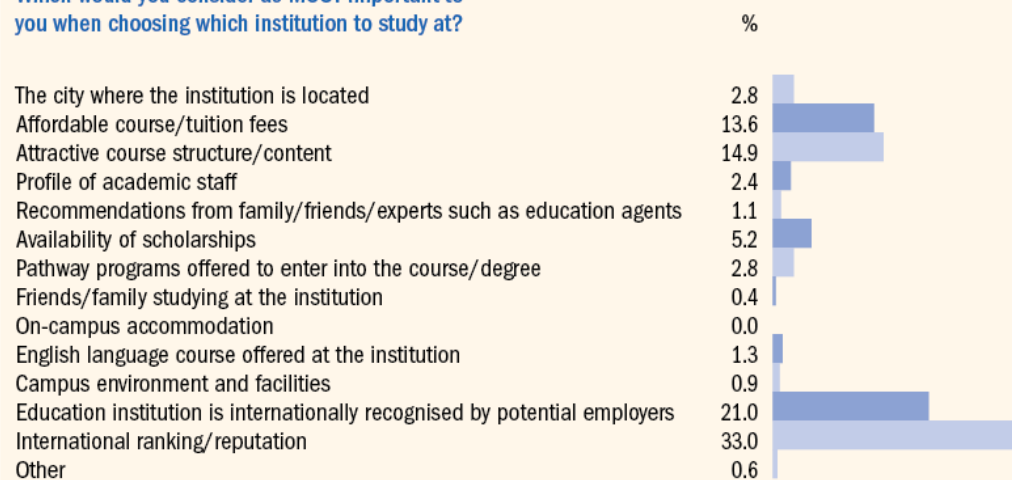 you when choosing which institution to study at? %
The city where the institution is located 2.8
Affordable course/tuition fees 13.6
Attractive course structure/content 14.9
Profile of academic staff 2.4
Recommendations from family/friends/experts such as education agents 1.1
Availability of scholarships 5.2
Pathway programs offered to enter into the course/degree 2.8
Friends/family studying at the institution 0.4
On-campus accommodation 0.0
English language course offered at the institution 1.3
Campus environment and facilities 0.9
Education institution is internationally recognised by potential employers 21.0
International ranking/reputation 33.0
Other 0.6